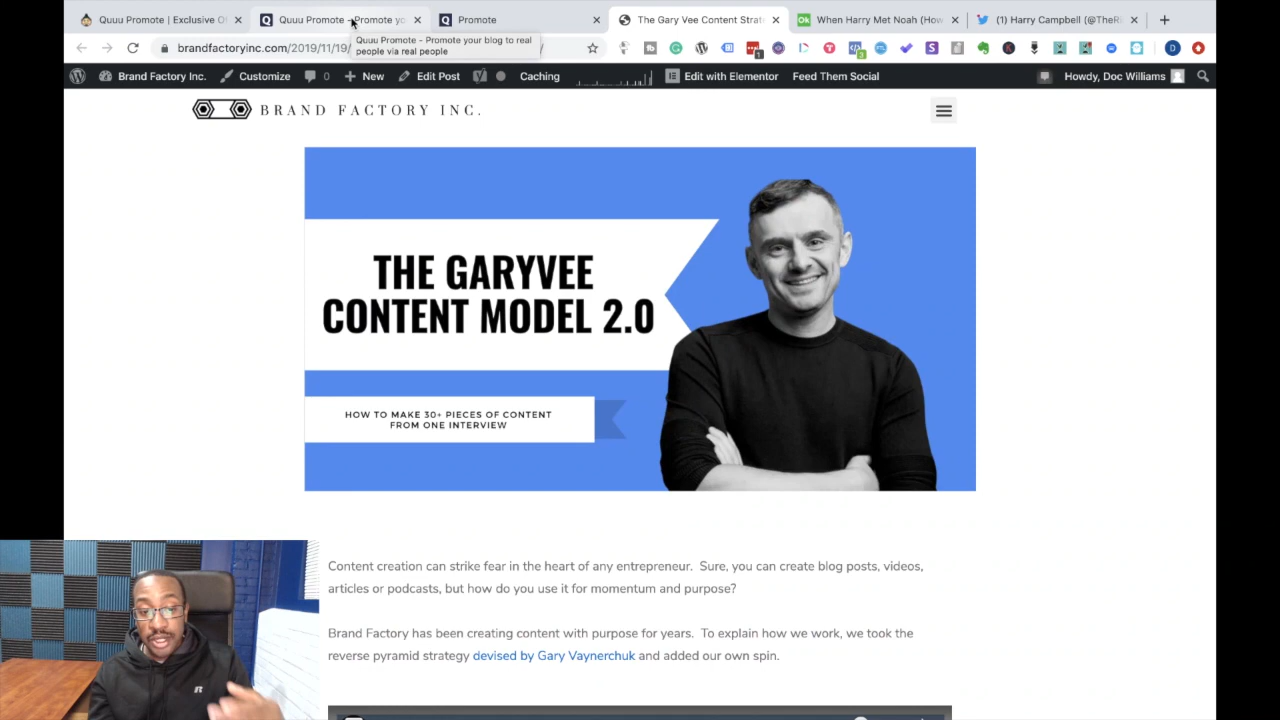 Quuu Promote | Exclusive Of
Quuu Promote - Promote yo
Promote
The Gary Vee Content Strat
When Harry Met Noah (How
(1) Harry Campbell (@TheRi
brandfactoryinc.com/2019/11/19/
Quuu Promote - Promote your blog to real
people via real people
Brand Factory Inc.
Customize
0
New
Edit Post
Caching
Edit with Elementor
Feed Them Social
Howdy, Doc Williams
BRAND FACTORY INC.
THE GARYVEE
CONTENT MODEL 2.0
HOW TO MAKE 30+ PIECES OF CONTENT
FROM ONE INTERVIEW
Content creation can strike fear in the heart of any entrepreneur. Sure, you can create blog posts, videos,
articles or podcasts, but how do you use it for momentum and purpose?
Brand Factory has been creating content with purpose for years. To explain how we work, we took the
reverse pyramid strategy devised by Gary Vaynerchuk and added our own spin.